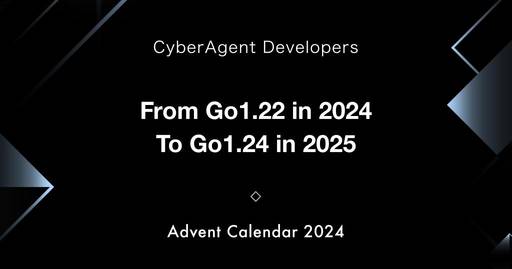 CyberAgent Developers
From Go1.22 in 2024
To Go1.24 in 2025
Advent Calendar 2024